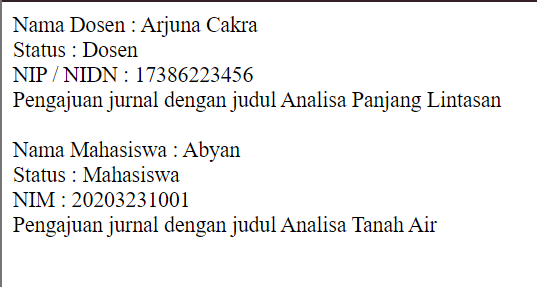 Nama Dosen : Arjuna Cakra
Status : Dosen
NIP / NIDN : 17386223456
Pengajuan jurnal dengan judul Analisa Panjang Lintasan
Nama Mahasiswa : Abyan
Status : Mahasiswa
NIM : 20203231001
Pengajuan jurnal dengan judul Analisa Tanah Air